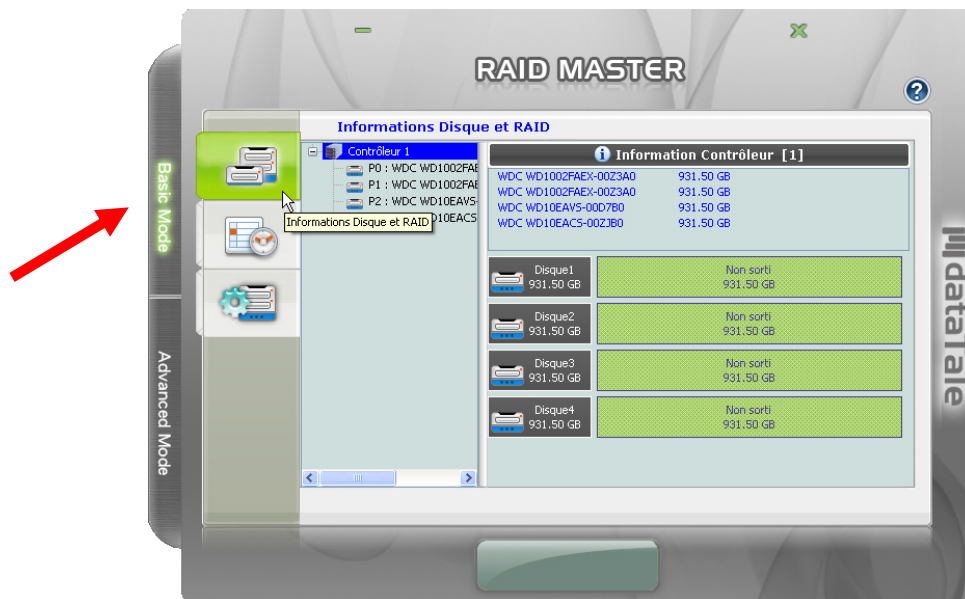 RAID MASTER
?
Basic Mode
Advanced Mode
Informations Disque et RAID
Contrôleur 1
P0 : WDC WD1002FAE
P1 : WDC WD1002FAE
P2 : WDC WD10EAVS-
D10EACS
Informations Disque et RAID
Information Contrôleur [1]
WDC WD1002FAEX-00Z3A0 931.50 GB
WDC WD1002FAEX-00Z3A0 931.50 GB
WDC WD10EAVS-00D7B0 931.50 GB
WDC WD10EACS-00ZJB0 931.50 GB
Disque1
931.50 GB
Non sorti
931.50 GB
Disque2
931.50 GB
Non sorti
931.50 GB
Disque3
931.50 GB
Non sorti
931.50 GB
Disque4
931.50 GB
Non sorti
931.50 GB
dataTale